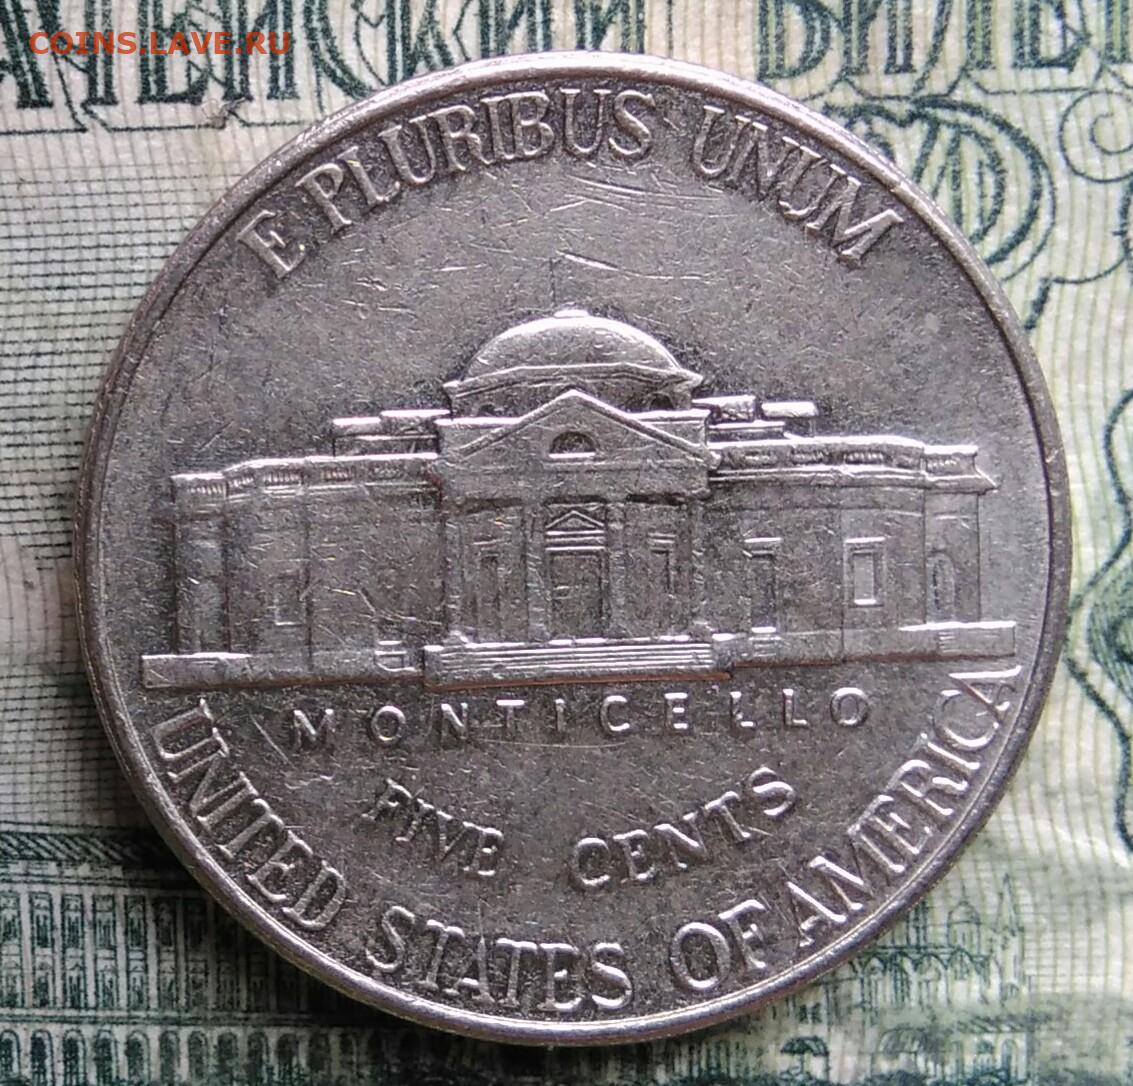 COINS.LAVE.RU
E PLURIBUS UNUM
MONTICELLO
FIVE CENTS
UNITED STATES OF AMERICA